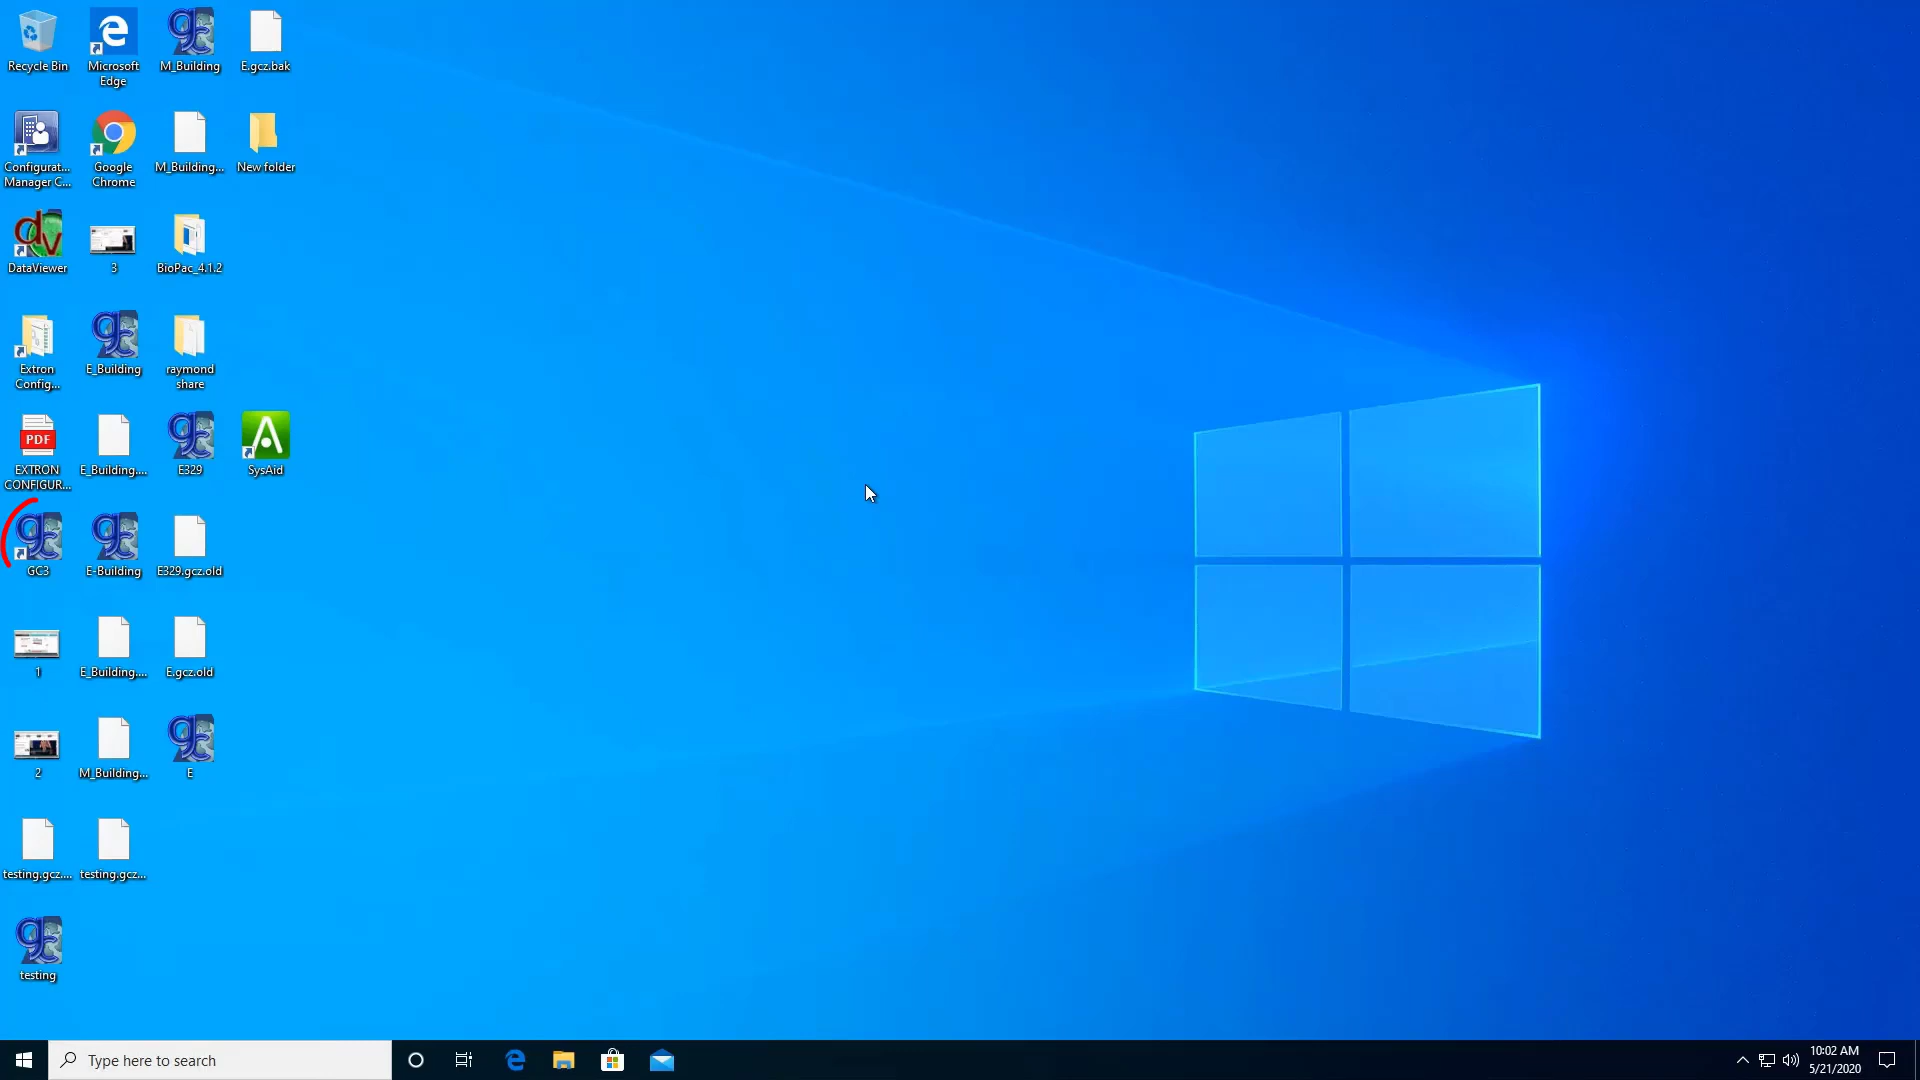 Recycle Bin
Microsoft
Edge
M_Building
E.gcz.bak
Configurat...
Manager C...
Google
Chrome
M_Building...
New folder
DataViewer
3
BioPac_4.1.2
Extron
Config...
E_Building
raymond
share
PDF
EXTRON
CONFIGUR...
E_Building....
E329
SysAid
GC3
E-Building
E329.gcz.old
1
E_Building....
E.gcz.old
2
M_Building...
E
testing.gcz....
testing.gcz...
testing
Type here to search
10:02 AM
5/21/2020